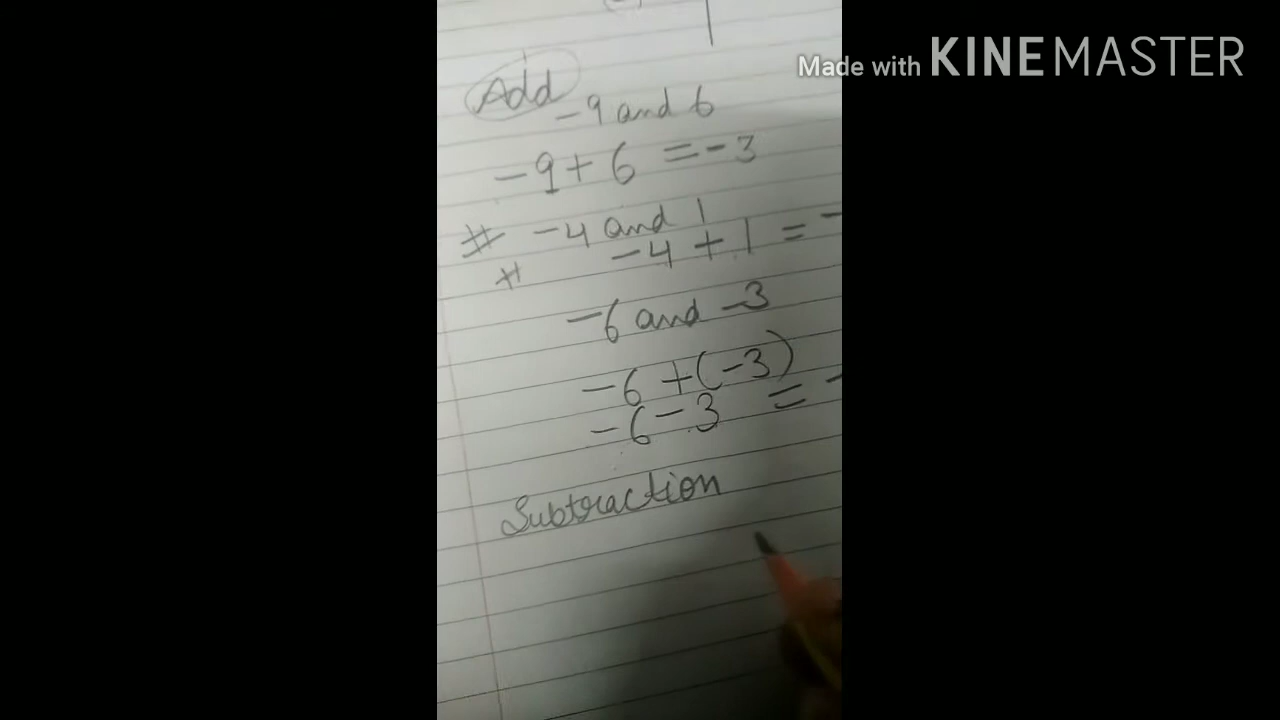 Made with KINEMASTER
Add
-9 and 6
-9+6 =-3
# -4 and 1
# -4 + 1 = -
-6 and -3
-6 +(-3)
-6-3 = -
Subtraction